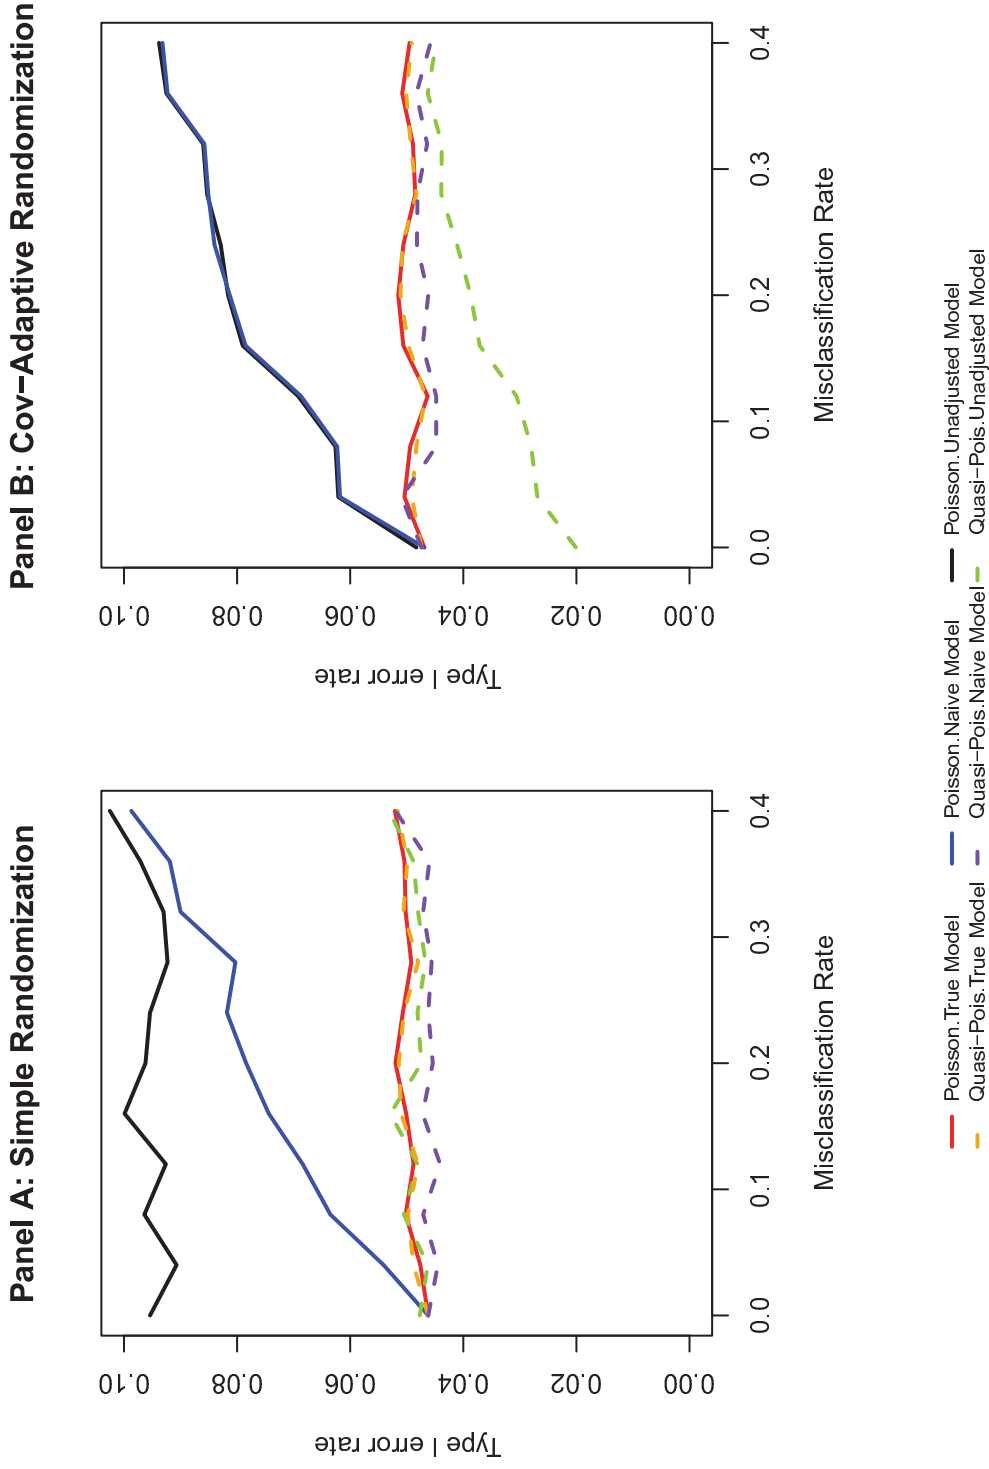 Panel A: Simple Randomization
Type I error rate
0.00
0.02
0.04
0.06
0.08
0.10
0.0
0.1
0.2
0.3
0.4
Misclassification Rate
Panel B: Cov−Adaptive Randomization
Type I error rate
0.00
0.02
0.04
0.06
0.08
0.10
0.0
0.1
0.2
0.3
0.4
Misclassification Rate
Poisson.True Model
Poisson.Naive Model
Poisson.Unadjusted Model
Quasi−Pois.True Model
Quasi−Pois.Naive Model
Quasi−Pois.Unadjusted Model